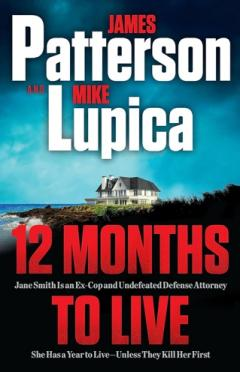 JAMES
Patterson
AND MIKE
Lupica
12 MONTHS
Jane Smith Is an Ex-Cop and Undefeated Defense Attorney
TO LIVE
She Has a Year to Live—Unless They Kill Her First